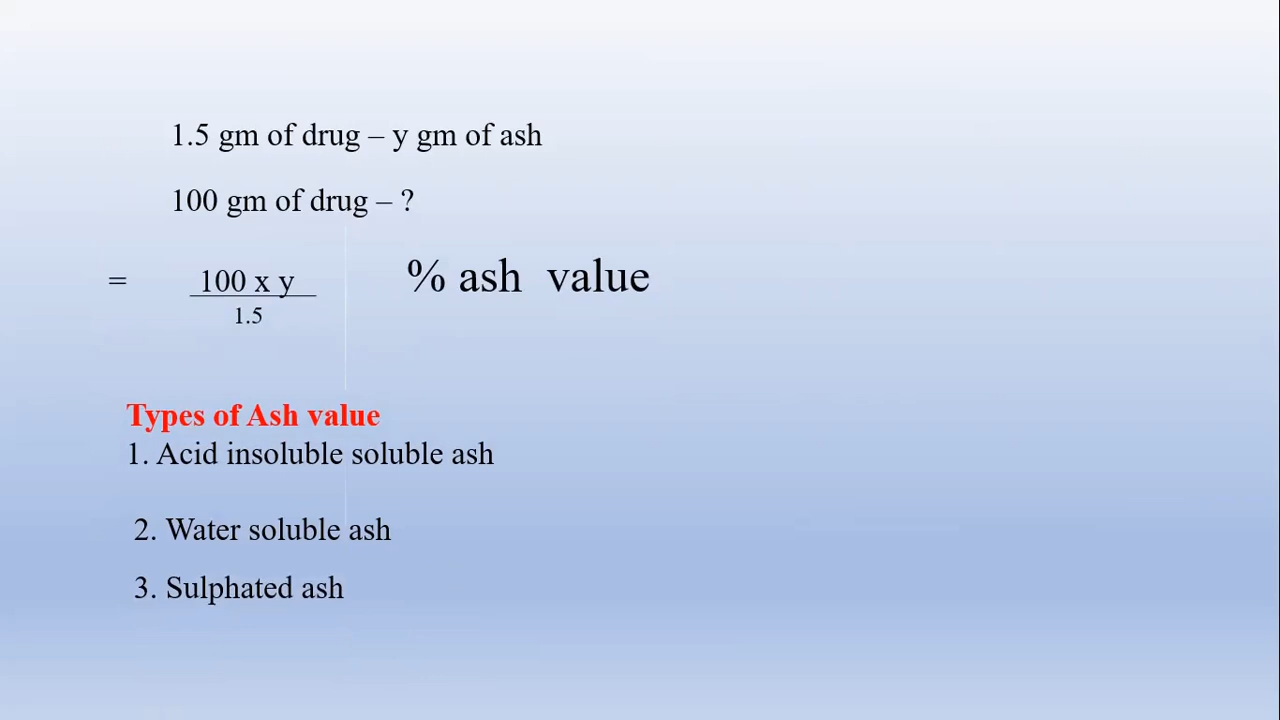 1.5 gm of drug – y gm of ash
100 gm of drug – ?
= 100 x y % ash value
1.5
Types of Ash value
1. Acid insoluble soluble ash
2. Water soluble ash
3. Sulphated ash